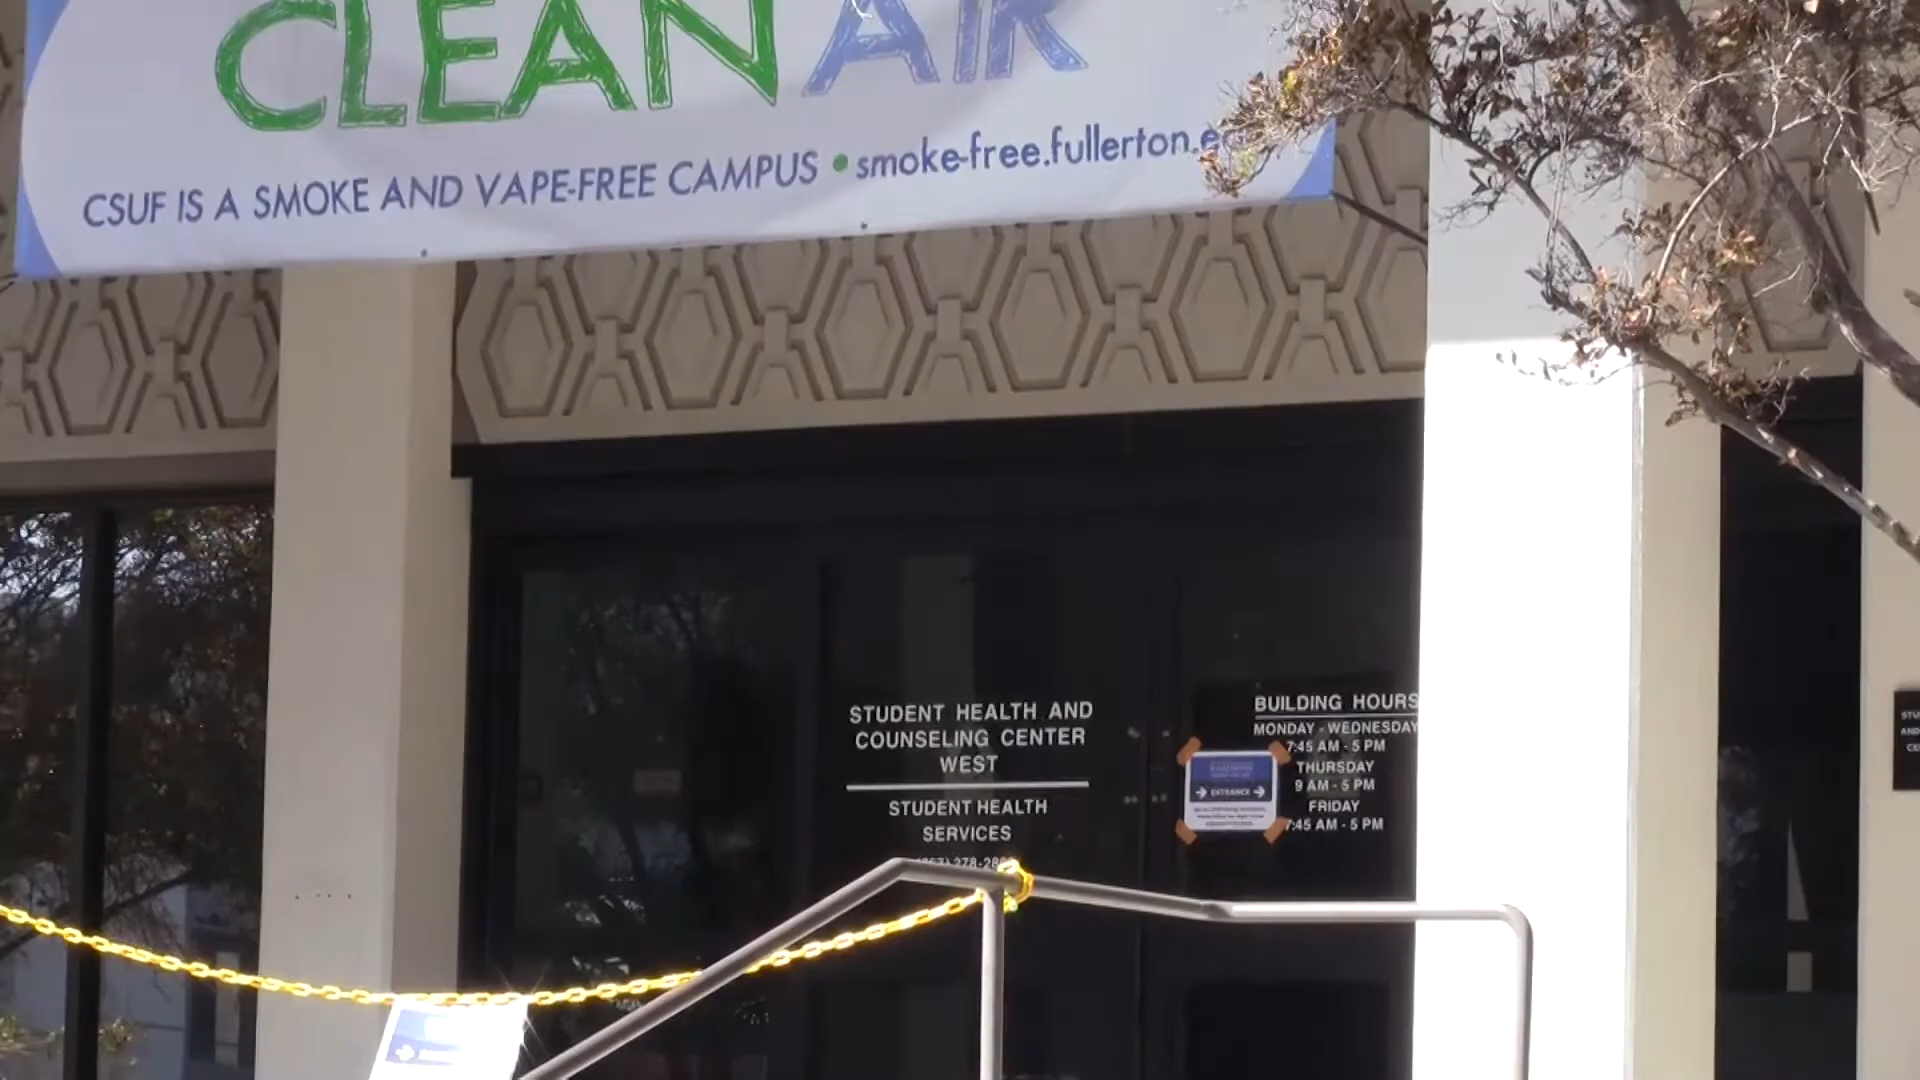 CLEAN AIR
CSUF IS A SMOKE AND VAPE-FREE CAMPUS • smoke-free.fullerton.e
STUDENT HEALTH AND
COUNSELING CENTER
WEST
STUDENT HEALTH
SERVICES
BUILDING HOURS
MONDAY - WEDNESDAY
7:45 AM - 5 PM
THURSDAY
9 AM - 5 PM
FRIDAY
7:45 AM - 5 PM
→ ENTRANCE →